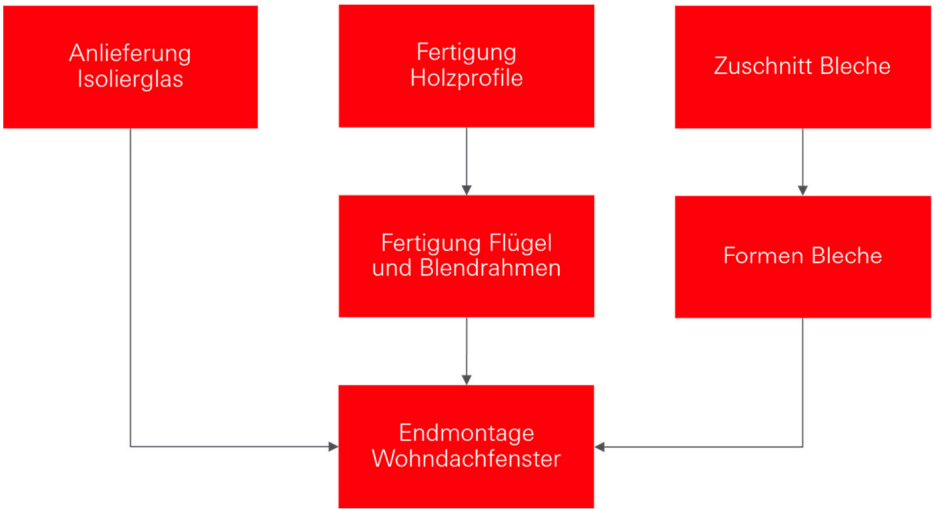 Anlieferung
Isolierglas
Fertigung
Holzprofile
Zuschnitt Bleche
Fertigung Flügel
und Blendrahmen
Formen Bleche
Endmontage
Wohndachfenster